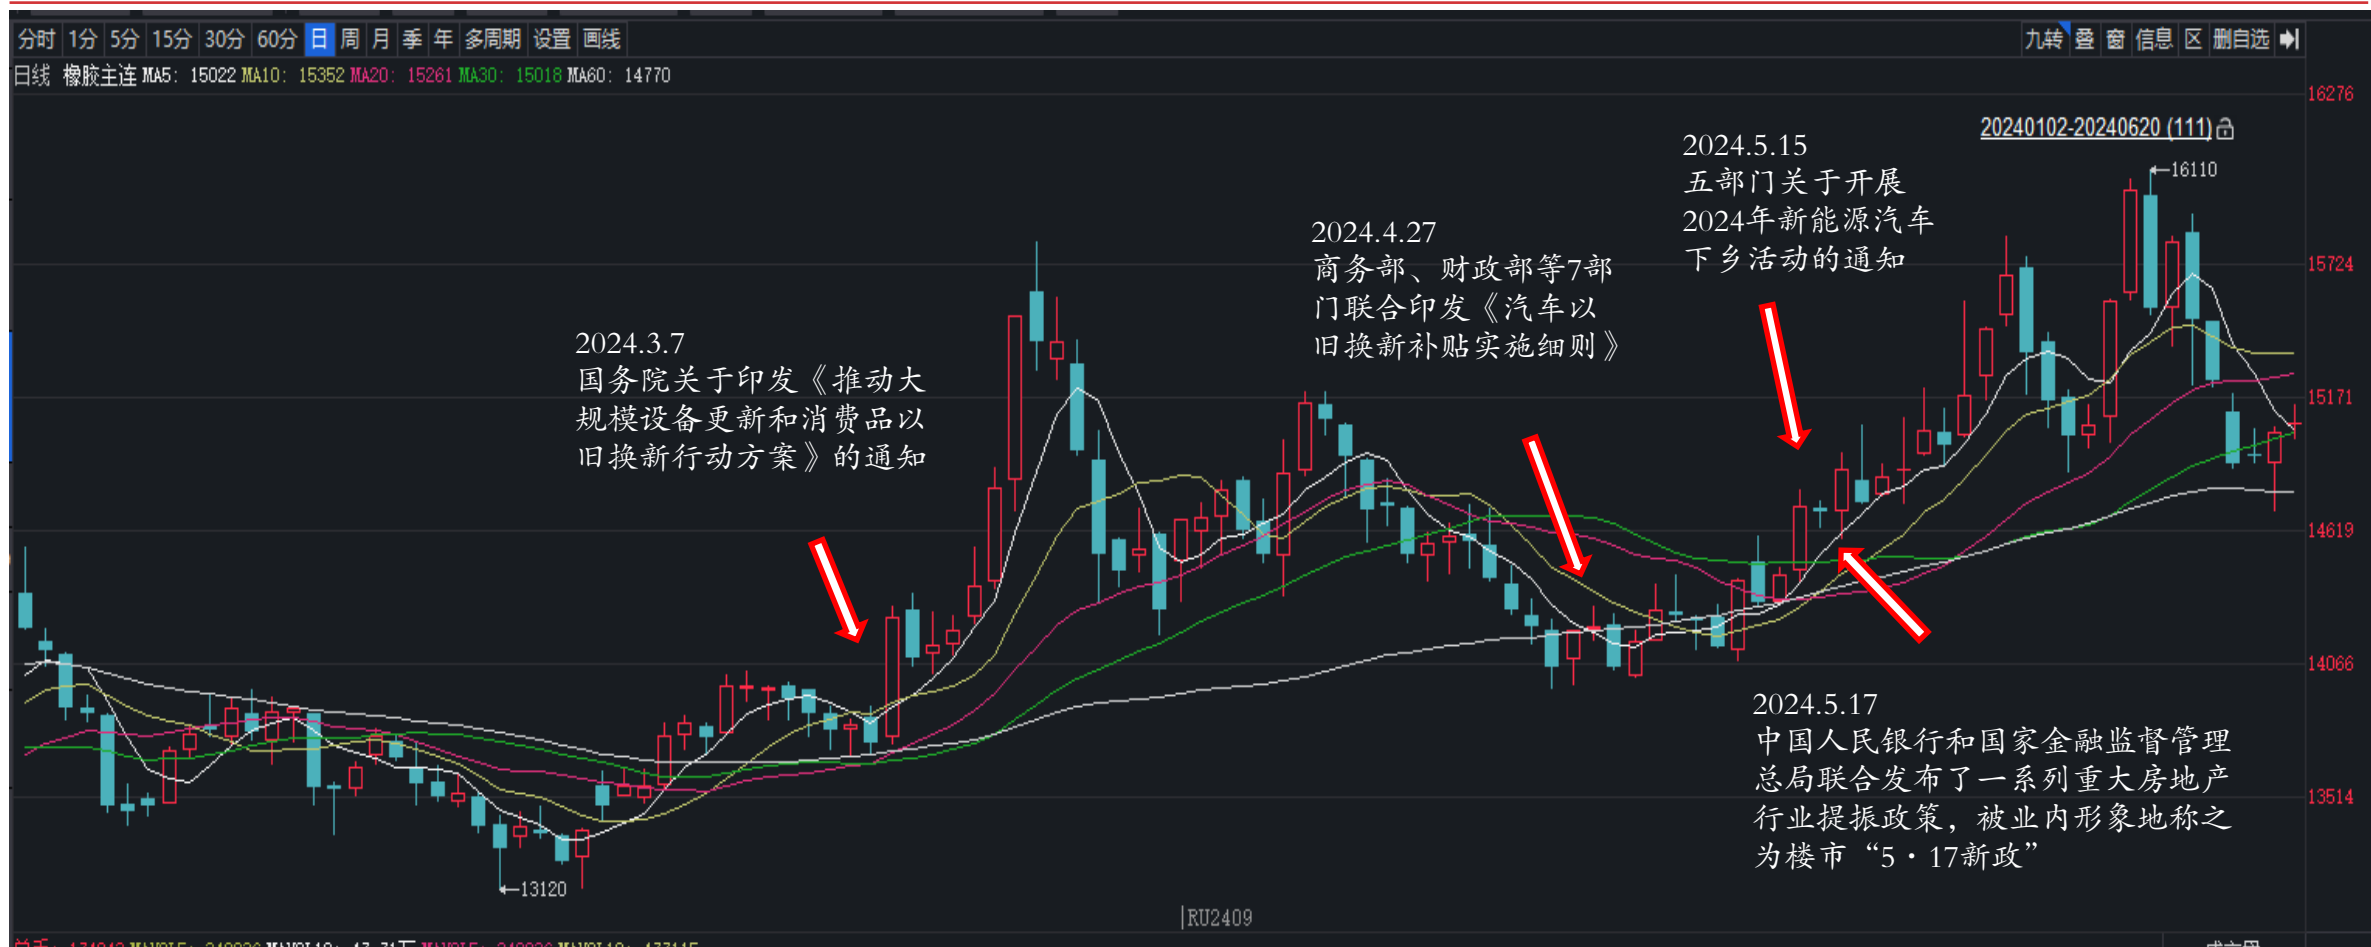 分时 1分 5分 15分 30分 60分 日 周 月 季 年 多周期 设置 画线
九转 叠 窗 信息 区 删自选
日线 橡胶主连 MA5: 15022 MA10: 15352 MA20: 15261 MA30: 15018 MA60: 14770
16276
20240102-20240620 (111)
16110
2024.5.15
五部门关于开展
2024年新能源汽车
下乡活动的通知
2024.4.27
商务部、财政部等7部
门联合印发《汽车以
旧换新补贴实施细则》
15724
2024.3.7
国务院关于印发《推动大
规模设备更新和消费品以
旧换新行动方案》的通知
15171
14619
14066
2024.5.17
中国人民银行和国家金融监督管理
总局联合发布了一系列重大房地产
行业提振政策，被业内形象地称之
为楼市“5·17新政”
13514
13120
RU2409